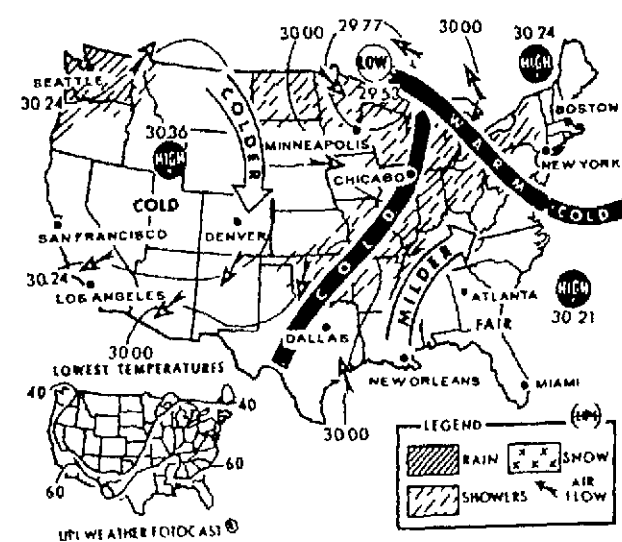 30.00
29.77
30.00
30.24
HIGH
LOW
29.53
SEATTLE
30.24
COLDER
WARM
BOSTON
MINNEAPOLIS
30.36
HIGH
NEW YORK
CHICAGO
COLD
COLD
COLD
SAN FRANCISCO
DENVER
MILDER
30.24
LOS ANGELES
HIGH
30.21
ATLANTA
FAIR
DALLAS
30.00
LOWEST TEMPERATURES
NEW ORLEANS
MIAMI
40
40
30.00
60
60
LEGEND
(UPI)
RAIN
SNOW
SHOWERS
AIR FLOW
UPI WEATHER FOTOCAST ®